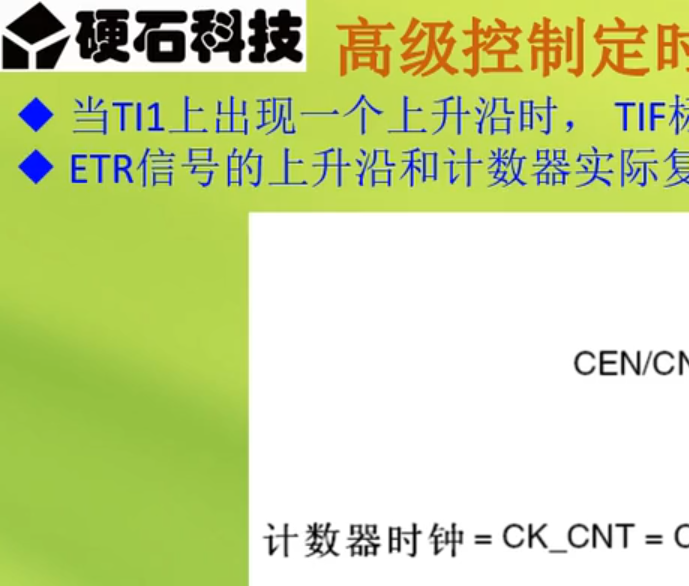 硬石科技
高级控制定时
◆ 当TI1上出现一个上升沿时， TIF标
◆ ETR信号的上升沿和计数器实际复
CEN/CN
计数器时钟 = CK_CNT = C